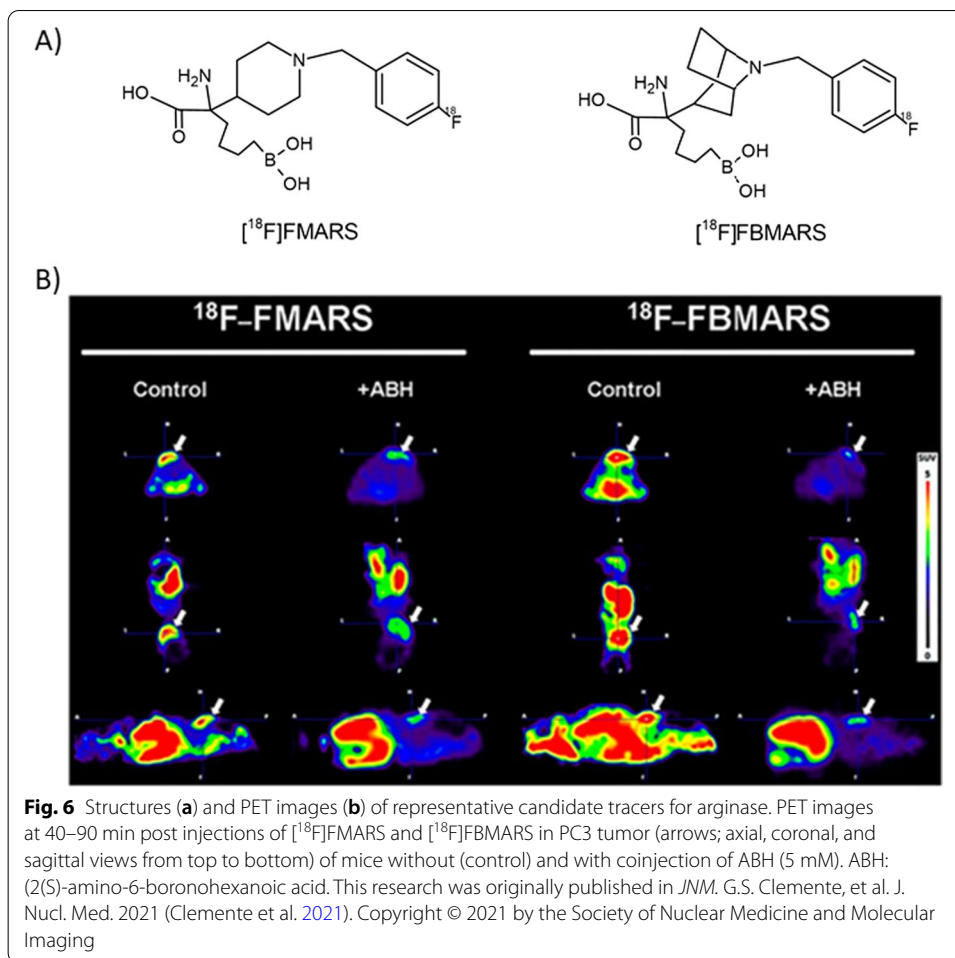 A)
H₂N
N
HO
O
18
F
OH
B
OH
[¹⁸F]FMARS
H₂N
N
HO
O
18
F
OH
B
OH
[¹⁸F]FBMARS
B)
¹⁸F–FMARS
¹⁸F–FBMARS
Control
+ABH
Control
+ABH
SUV
5
0
Fig. 6 Structures (a) and PET images (b) of representative candidate tracers for arginase. PET images
at 40–90 min post injections of [¹⁸F]FMARS and [¹⁸F]FBMARS in PC3 tumor (arrows; axial, coronal, and
sagittal views from top to bottom) of mice without (control) and with coinjection of ABH (5 mM). ABH:
(2(S)-amino-6-boronohexanoic acid. This research was originally published in JNM. G.S. Clemente, et al. J.
Nucl. Med. 2021 (Clemente et al. 2021). Copyright © 2021 by the Society of Nuclear Medicine and Molecular
Imaging